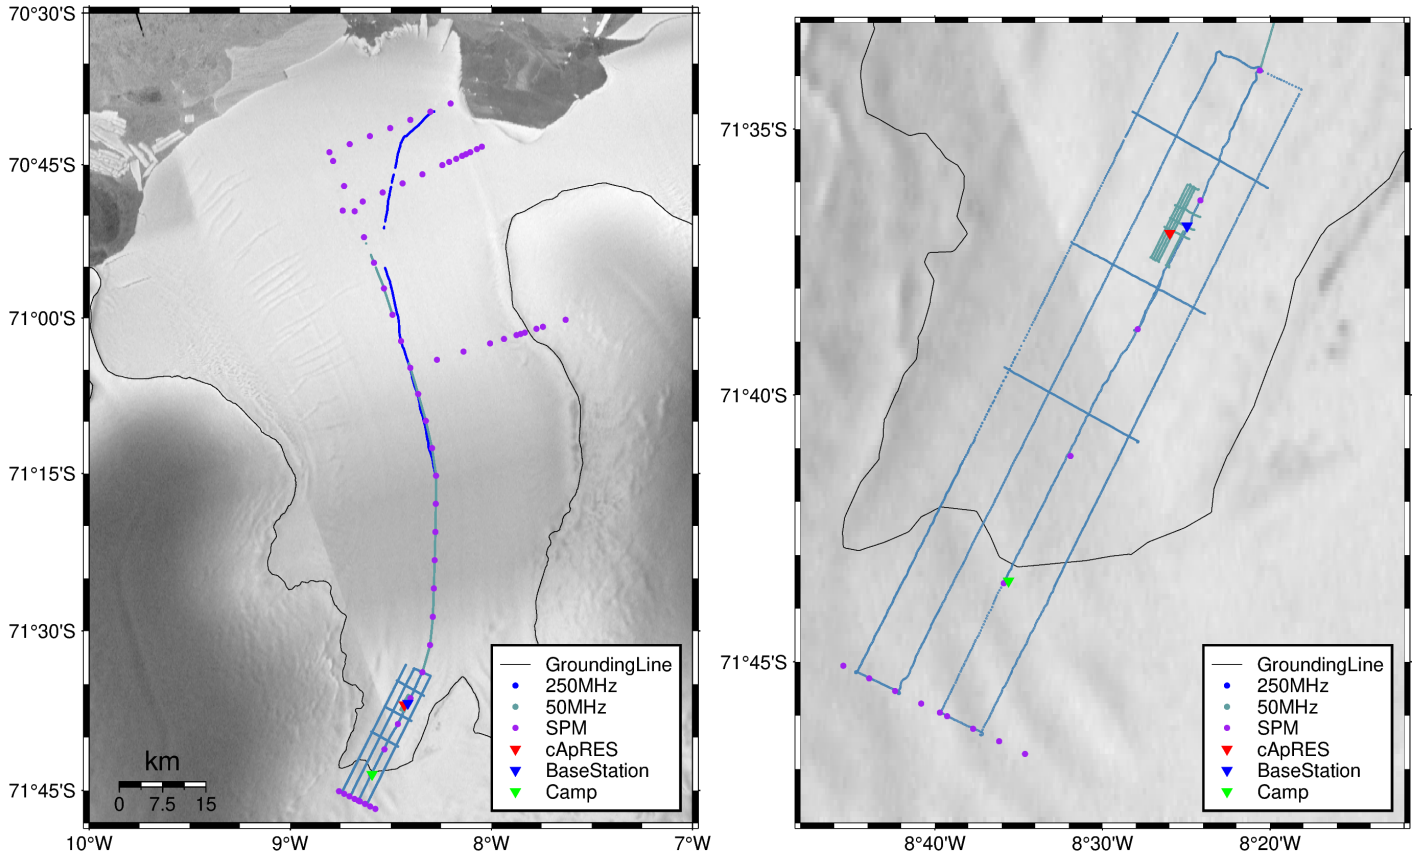 70°30'S
70°45'S
71°00'S
71°15'S
71°30'S
71°45'S
10°W
9°W
8°W
7°W
km
0 7.5 15
GroundingLine
250MHz
50MHz
SPM
cApRES
BaseStation
Camp
71°35'S
71°40'S
71°45'S
8°40'W
8°30'W
8°20'W
GroundingLine
250MHz
50MHz
SPM
cApRES
BaseStation
Camp